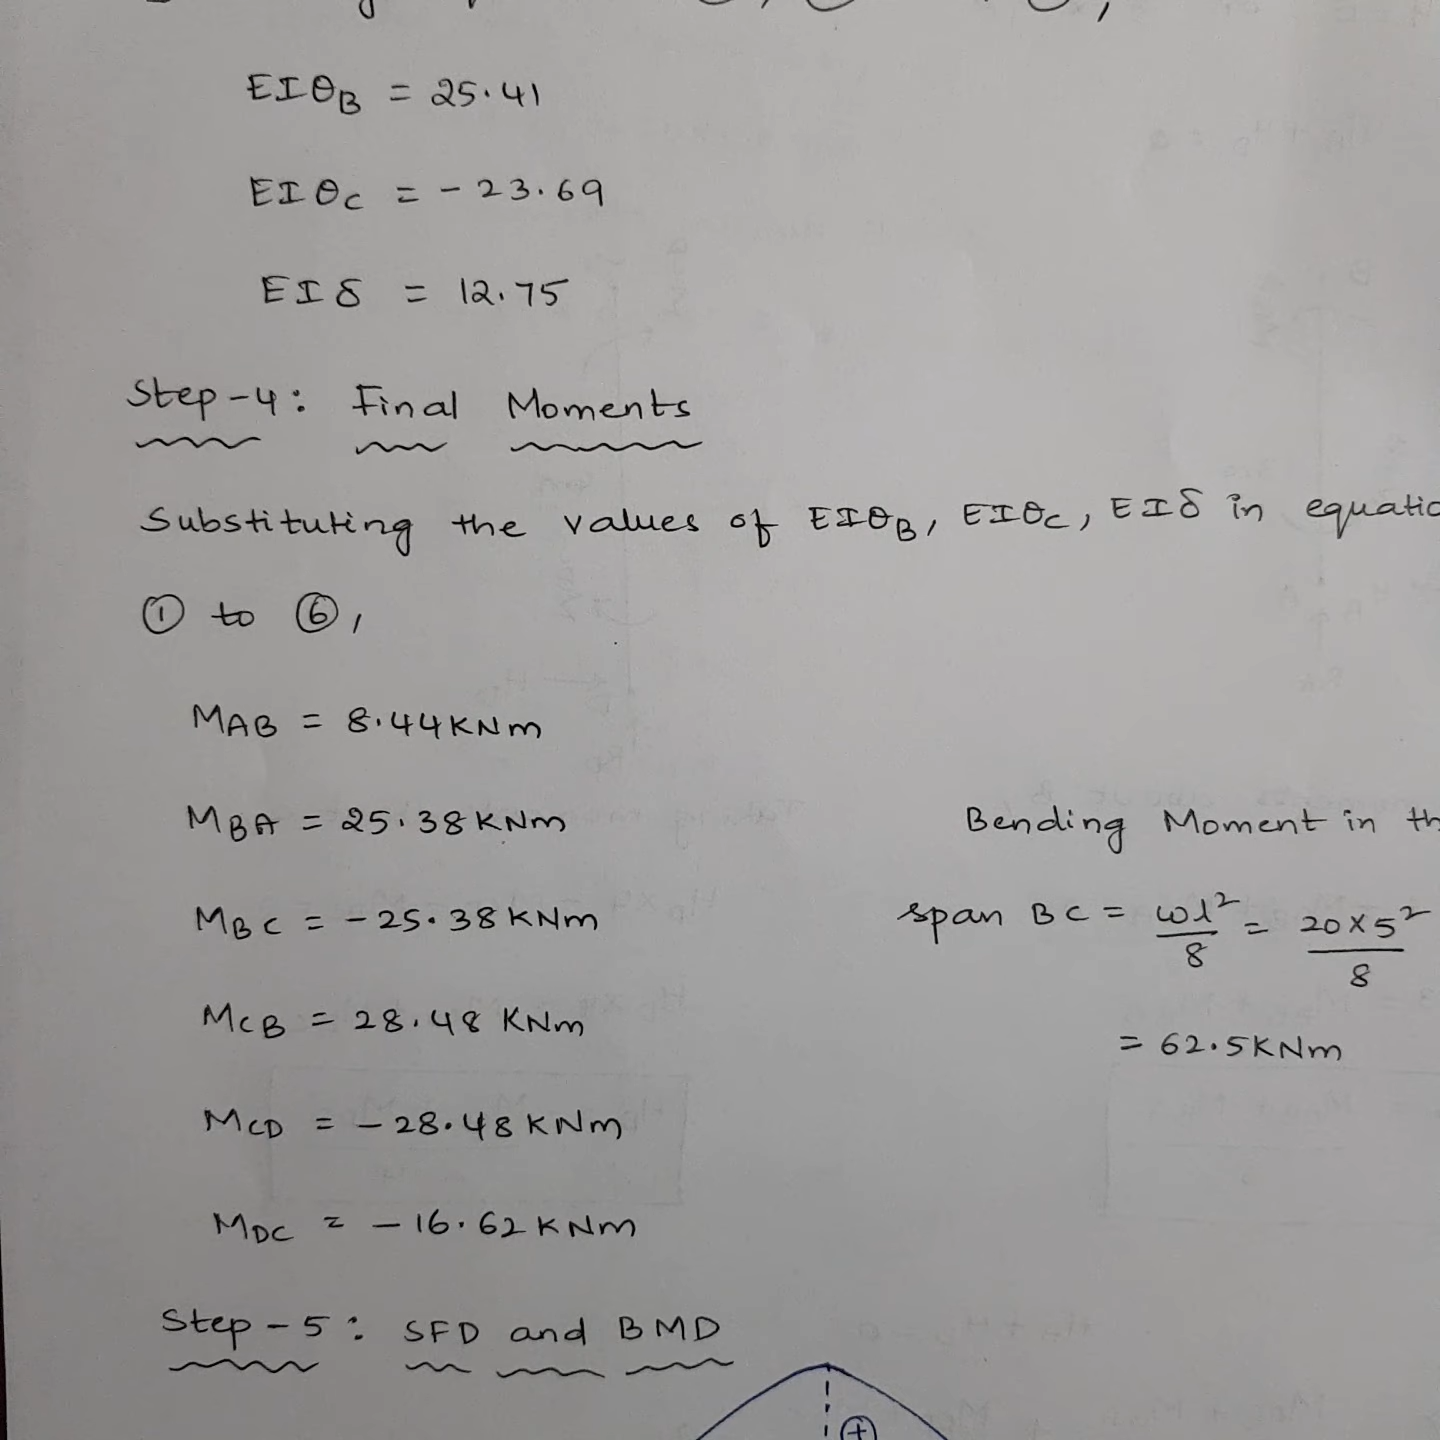 EIθB = 25.41
EIθC = - 23.69
EIδ = 12.75
Step-4: Final Moments
Substituting the values of EIθB, EIθC, EIδ in equatio
① to ⑥,
MAB = 8.44KNm
MBA = 25.38KNm
MBC = -25.38KNm
MCB = 28.48 KNm
MCD = -28.48KNm
MDC = -16.62KNm
Bending Moment in th
span BC = ωl²/8 = 20×5²/8
= 62.5KNm
Step-5: SFD and BMD
+